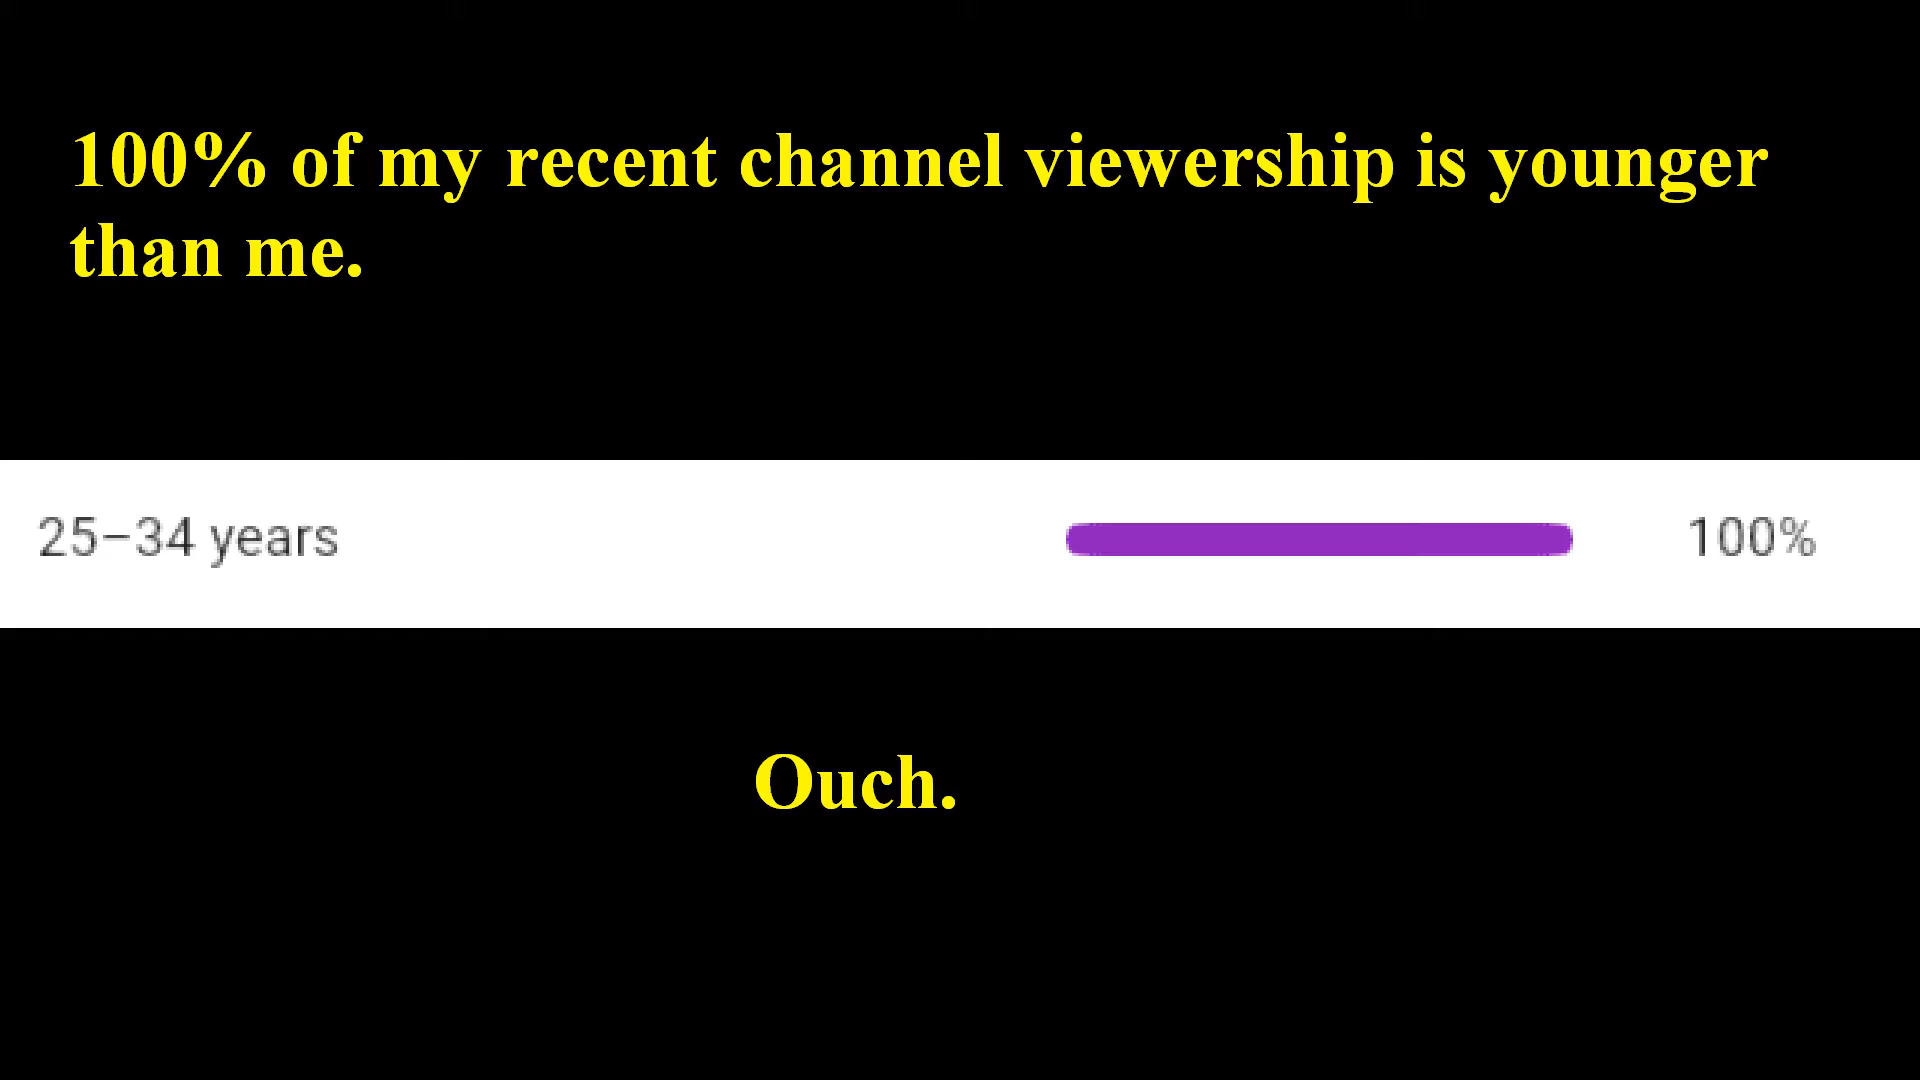 100% of my recent channel viewership is younger
than me.
25–34 years 100%
Ouch.